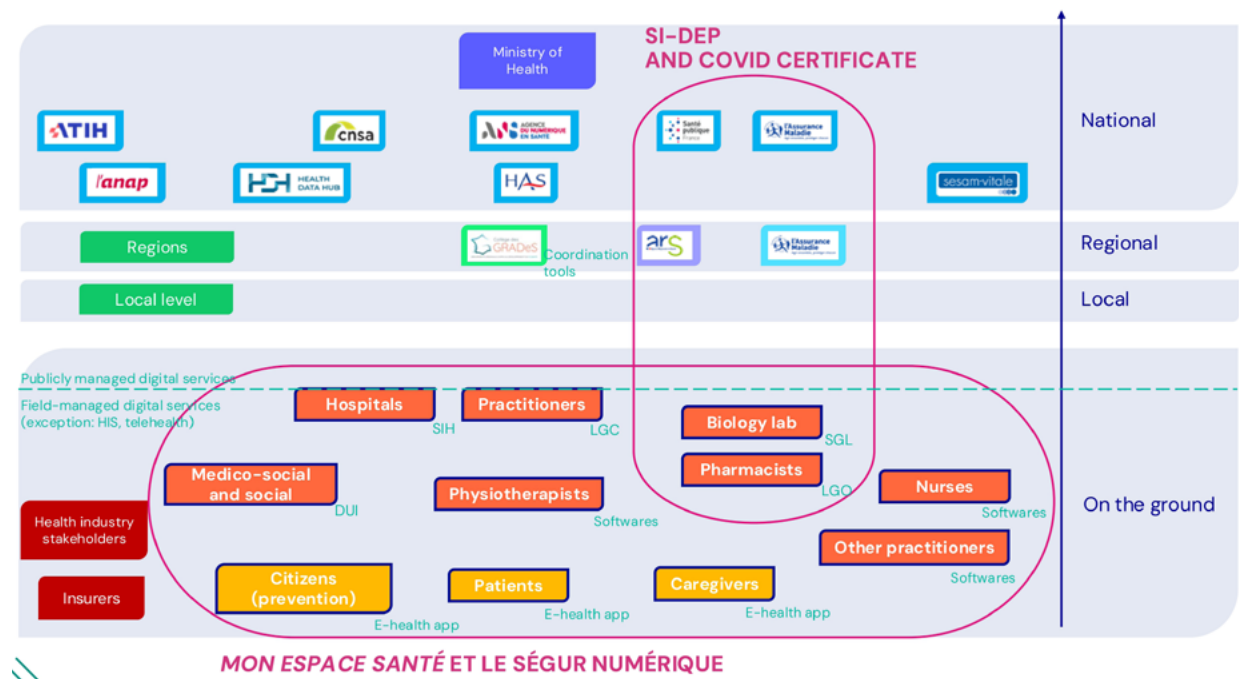 SI-DEP
AND COVID CERTIFICATE
Ministry of
Health
National
ATIH
cnsa
AGENCE
DU NUMÉRIQUE
EN SANTÉ
Santé
publique
France
l'Assurance
Maladie
l'anap
HEALTH
DATA HUB
HAS
sesam-vitale
Regions
GRADeS
Coordination
tools
ars
l'Assurance
Maladie
Regional
Local level
Local
Publicly managed digital services
Field-managed digital services
(exception: HIS, telehealth)
Hospitals
SIH
Practitioners
LGC
Biology lab
SGL
Medico-social
and social
DUI
Physiotherapists
Softwares
Pharmacists
LGO
Nurses
Softwares
On the ground
Health industry
stakeholders
Other practitioners
Softwares
Insurers
Citizens
(prevention)
E-health app
Patients
E-health app
Caregivers
E-health app
MON ESPACE SANTÉ ET LE SÉGUR NUMÉRIQUE